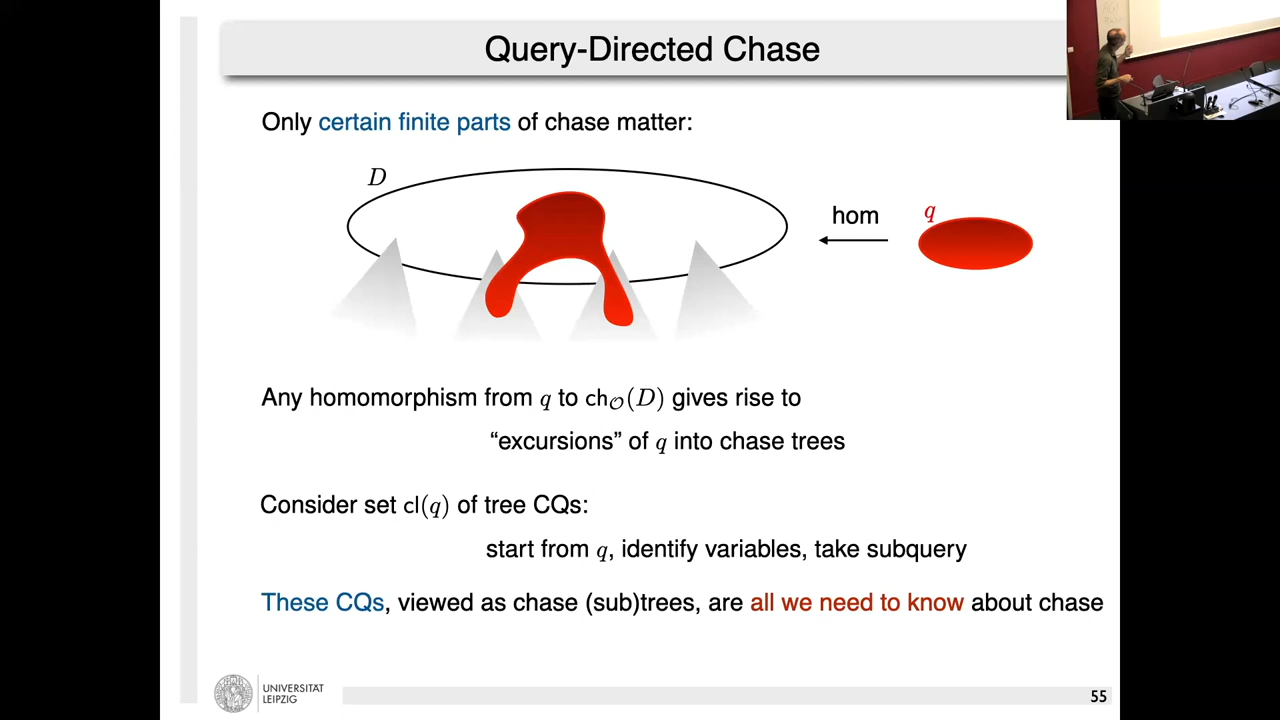 Query-Directed Chase
Only certain finite parts of chase matter:
D
hom
q
Any homomorphism from q to ch𝒪(D) gives rise to
“excursions” of q into chase trees
Consider set cl(q) of tree CQs:
start from q, identify variables, take subquery
These CQs, viewed as chase (sub)trees, are all we need to know about chase
UNIVERSITÄT
LEIPZIG
55